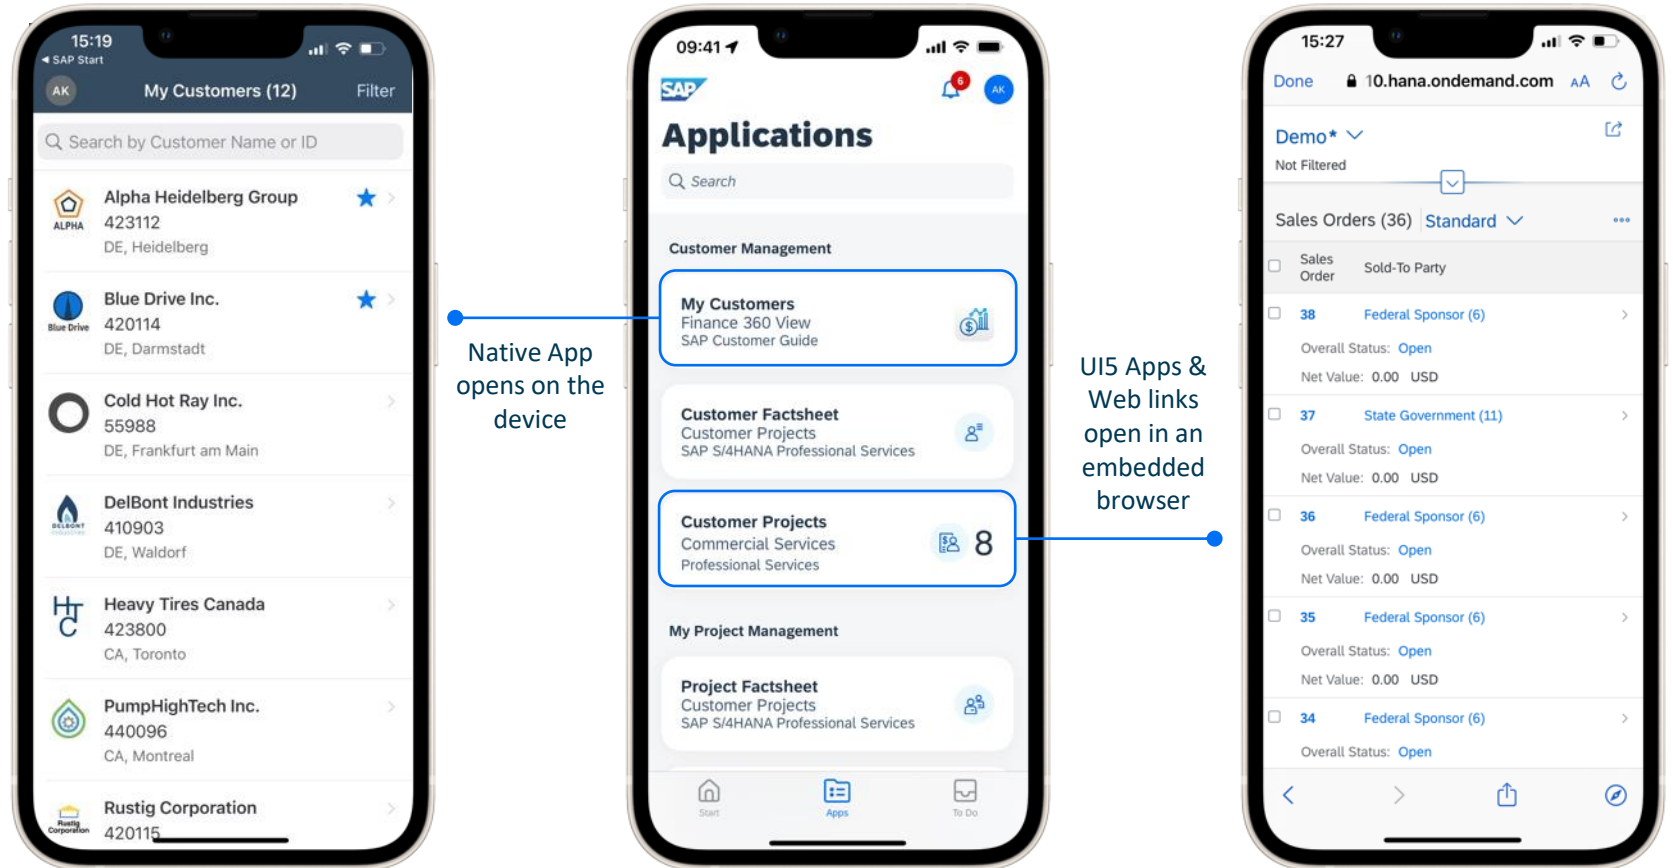 15:19
SAP Start
AK
My Customers (12)
Filter
Search by Customer Name or ID
ALPHA
Alpha Heidelberg Group
423112
DE, Heidelberg
Blue Drive
Blue Drive Inc.
420114
DE, Darmstadt
Cold Hot Ray Inc.
55988
DE, Frankfurt am Main
DELBONT
INDUSTRIES
DelBont Industries
410903
DE, Waldorf
HTC
Heavy Tires Canada
423800
CA, Toronto
PumpHighTech Inc.
440096
CA, Montreal
Rustig
Corporation
Rustig Corporation
420115
Native App
opens on the
device
09:41
SAP
6
AK
Applications
Search
Customer Management
My Customers
Finance 360 View
SAP Customer Guide
Customer Factsheet
Customer Projects
SAP S/4HANA Professional Services
Customer Projects
Commercial Services
Professional Services
8
My Project Management
Project Factsheet
Customer Projects
SAP S/4HANA Professional Services
Start
Apps
To Do
UI5 Apps &
Web links
open in an
embedded
browser
15:27
Done
10.hana.ondemand.com
AA
Demo*
Not Filtered
Sales Orders (36)
Standard
Sales
Order
Sold-To Party
38
Federal Sponsor (6)
Overall Status: Open
Net Value: 0.00 USD
37
State Government (11)
Overall Status: Open
Net Value: 0.00 USD
36
Federal Sponsor (6)
Overall Status: Open
Net Value: 0.00 USD
35
Federal Sponsor (6)
Overall Status: Open
Net Value: 0.00 USD
34
Federal Sponsor (6)
Overall Status: Open